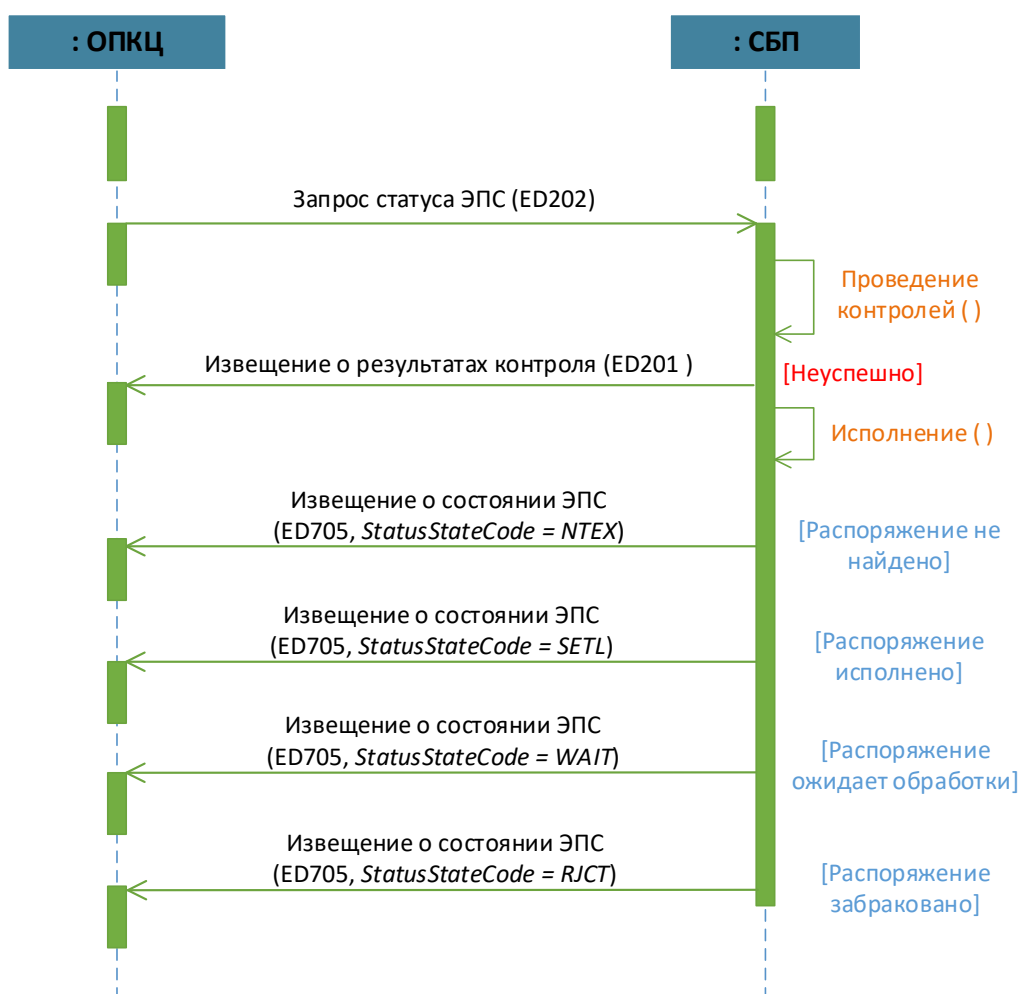 : ОПКЦ
: СБП
Запрос статуса ЭПС (ED202)
Проведение
контролей ( )
Извещение о результатах контроля (ED201 )
[Неуспешно]
Исполнение ( )
Извещение о состоянии ЭПС
(ED705, StatusStateCode = NTEX)
[Распоряжение не
найдено]
Извещение о состоянии ЭПС
(ED705, StatusStateCode = SETL)
[Распоряжение
исполнено]
Извещение о состоянии ЭПС
(ED705, StatusStateCode = WAIT)
[Распоряжение
ожидает обработки]
Извещение о состоянии ЭПС
(ED705, StatusStateCode = RJCT)
[Распоряжение
забраковано]